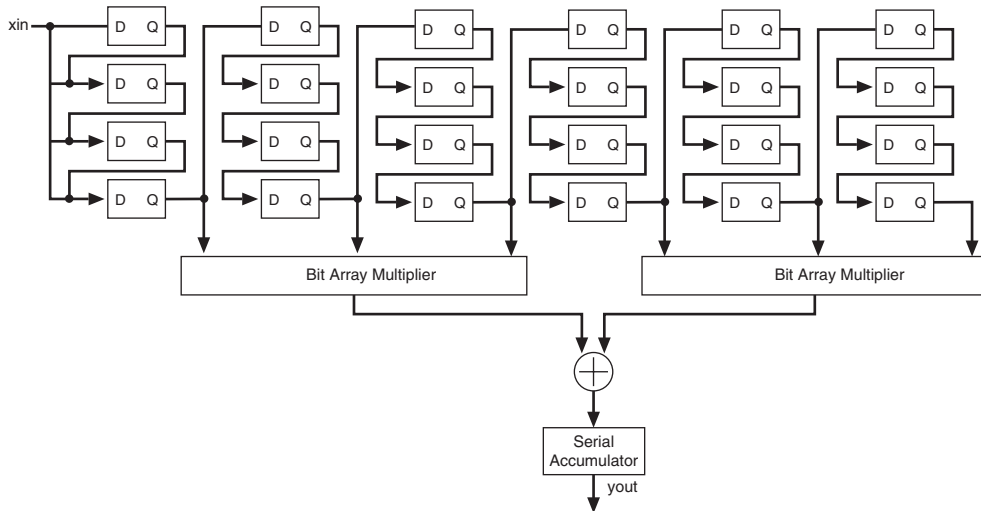 xin
D Q D Q D Q D Q D Q D Q
D Q D Q D Q D Q D Q D Q
D Q D Q D Q D Q D Q D Q
D Q D Q D Q D Q D Q D Q
Bit Array Multiplier Bit Array Multiplier
Serial
Accumulator
yout